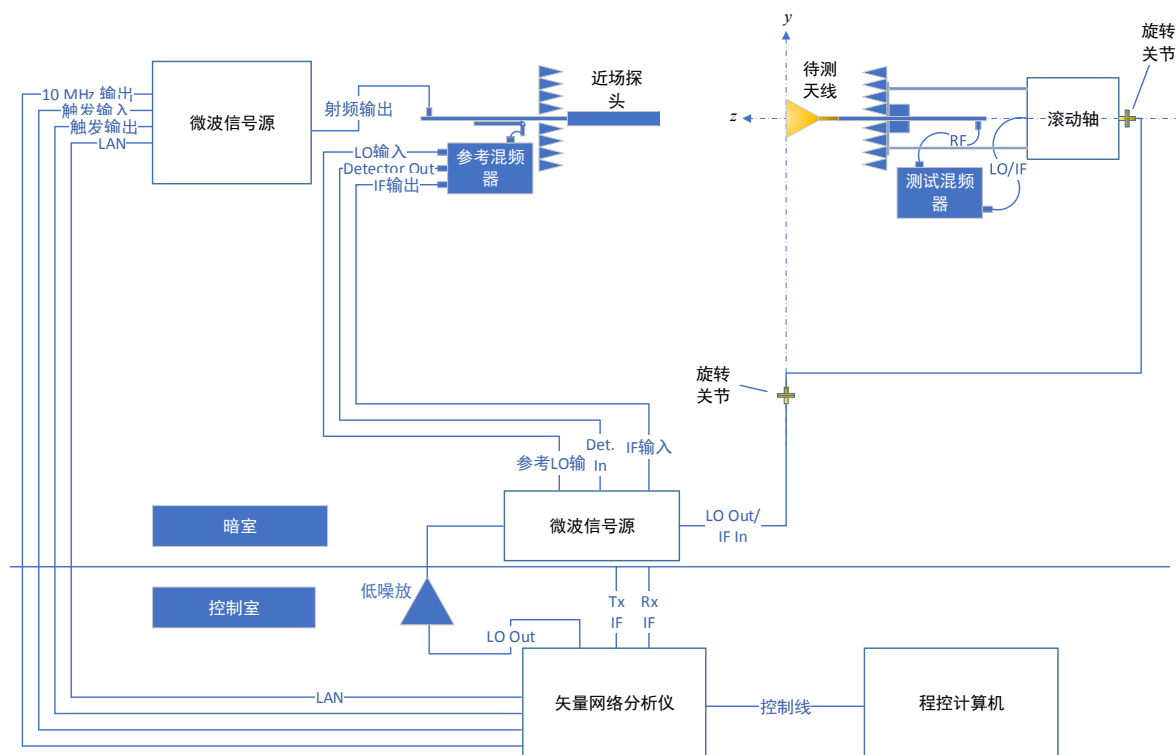 y
旋转
关节
微波信号源
近场探
头
待测
天线
10 MHz 输出
触发输入
触发输出
LAN
射频输出
z
滚动轴
RF
LO输入
Detector Out
IF输出
参考混频
器
测试混频
器
LO/IF
旋转
关节
参考LO输
Det.
In
IF输入
暗室
微波信号源
LO Out/
IF In
控制室
低噪放
Tx
IF
Rx
IF
LO Out
LAN
矢量网络分析仪
控制线
程控计算机